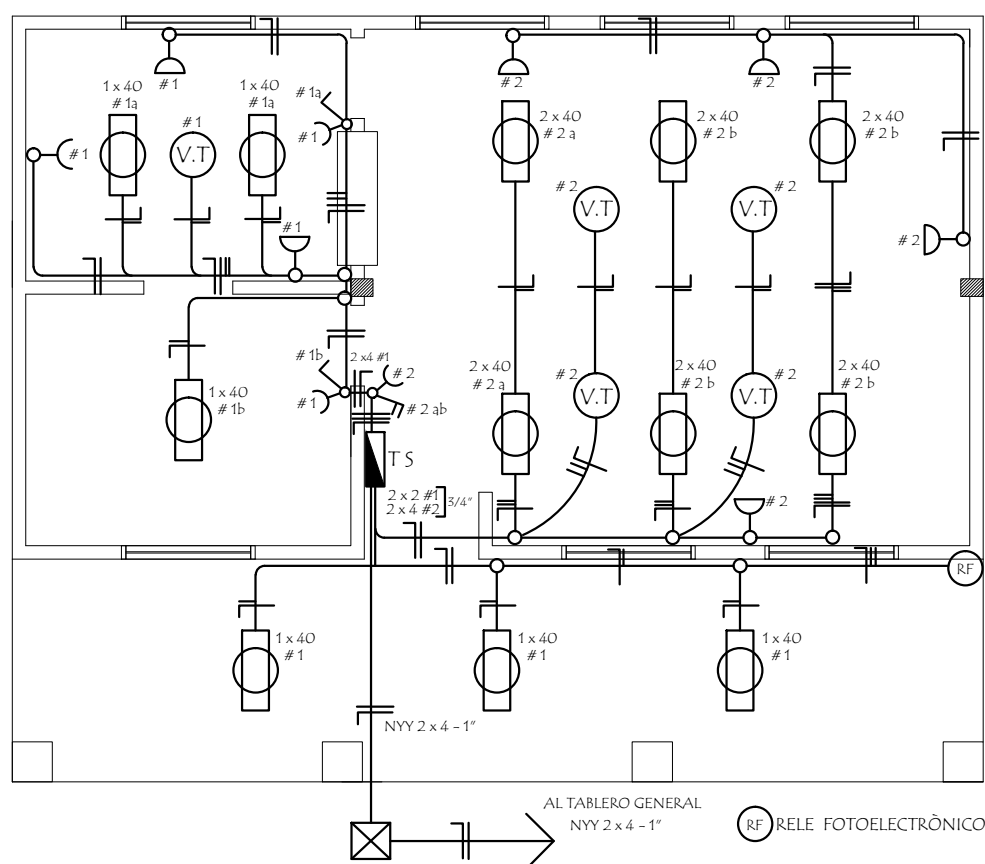 1 x 40
# 1a
# 1
1 x 40
# 1a
# 1
V.T
# 1
# 1a
# 1
# 1
# 2
# 2
2 x 40
# 2 a
2 x 40
# 2 b
2 x 40
# 2 b
# 2
V.T
# 2
V.T
# 2
# 1b
2 x4 #1
# 2
# 1
# 2 ab
1 x 40
# 1b
2 x 40
# 2 a
# 2
V.T
2 x 40
# 2 b
# 2
V.T
2 x 40
# 2 b
T S
2 x 2 #1
2 x 4 #2
3/4"
# 2
RF
1 x 40
# 1
1 x 40
# 1
1 x 40
# 1
NYY 2 x 4 - 1"
AL TABLERO GENERAL
NYY 2 x 4 - 1"
RF RELE FOTOELECTRÒNICO